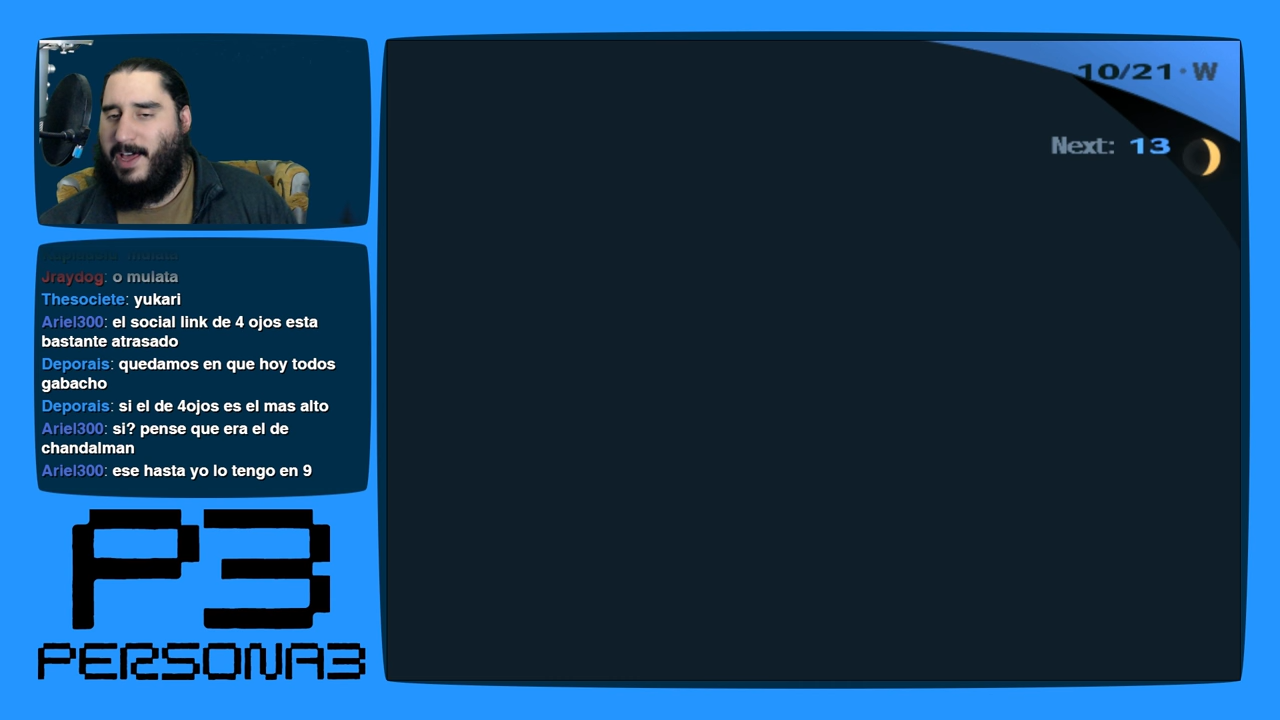 10/21・W
Next: 13
Jraydog: o mulata
Thesociete: yukari
Ariel300: el social link de 4 ojos esta
bastante atrasado
Deporais: quedamos en que hoy todos
gabacho
Deporais: si el de 4ojos es el mas alto
Ariel300: si? pense que era el de
chandalman
Ariel300: ese hasta yo lo tengo en 9
P3
PERSONA3